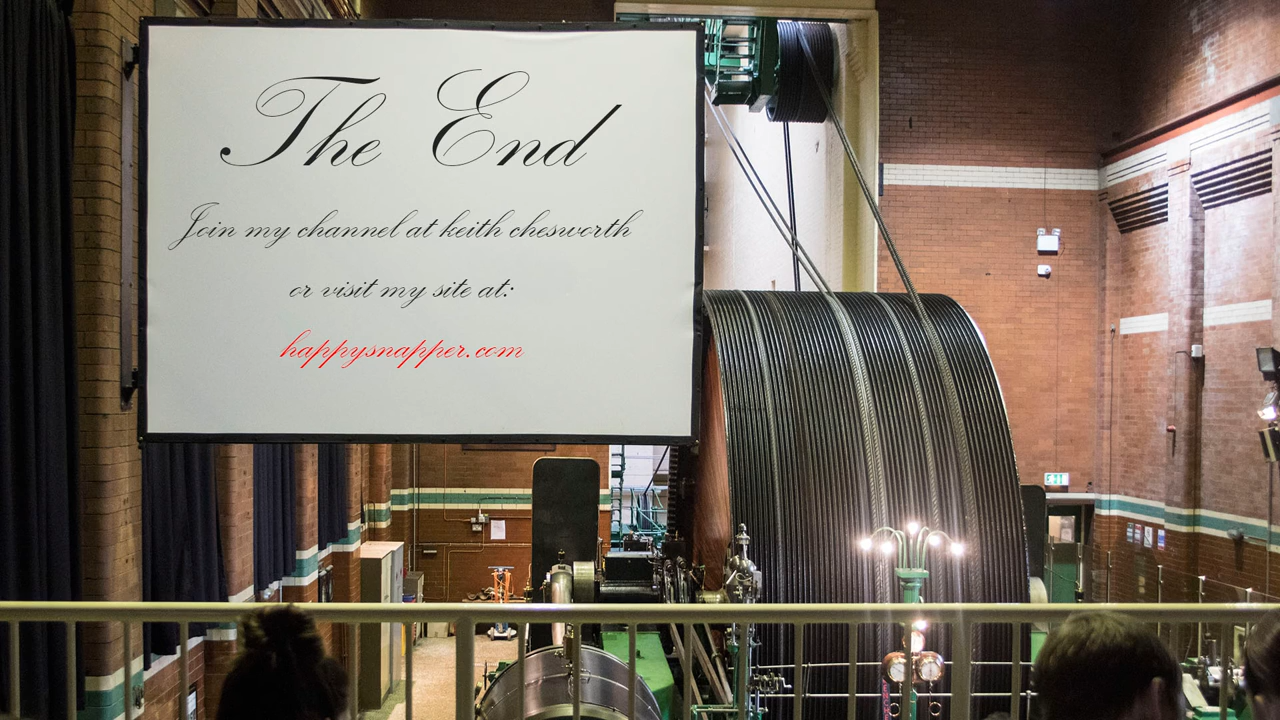 The End
Join my channel at keith chesworth
or visit my site at:
happysnapper.com